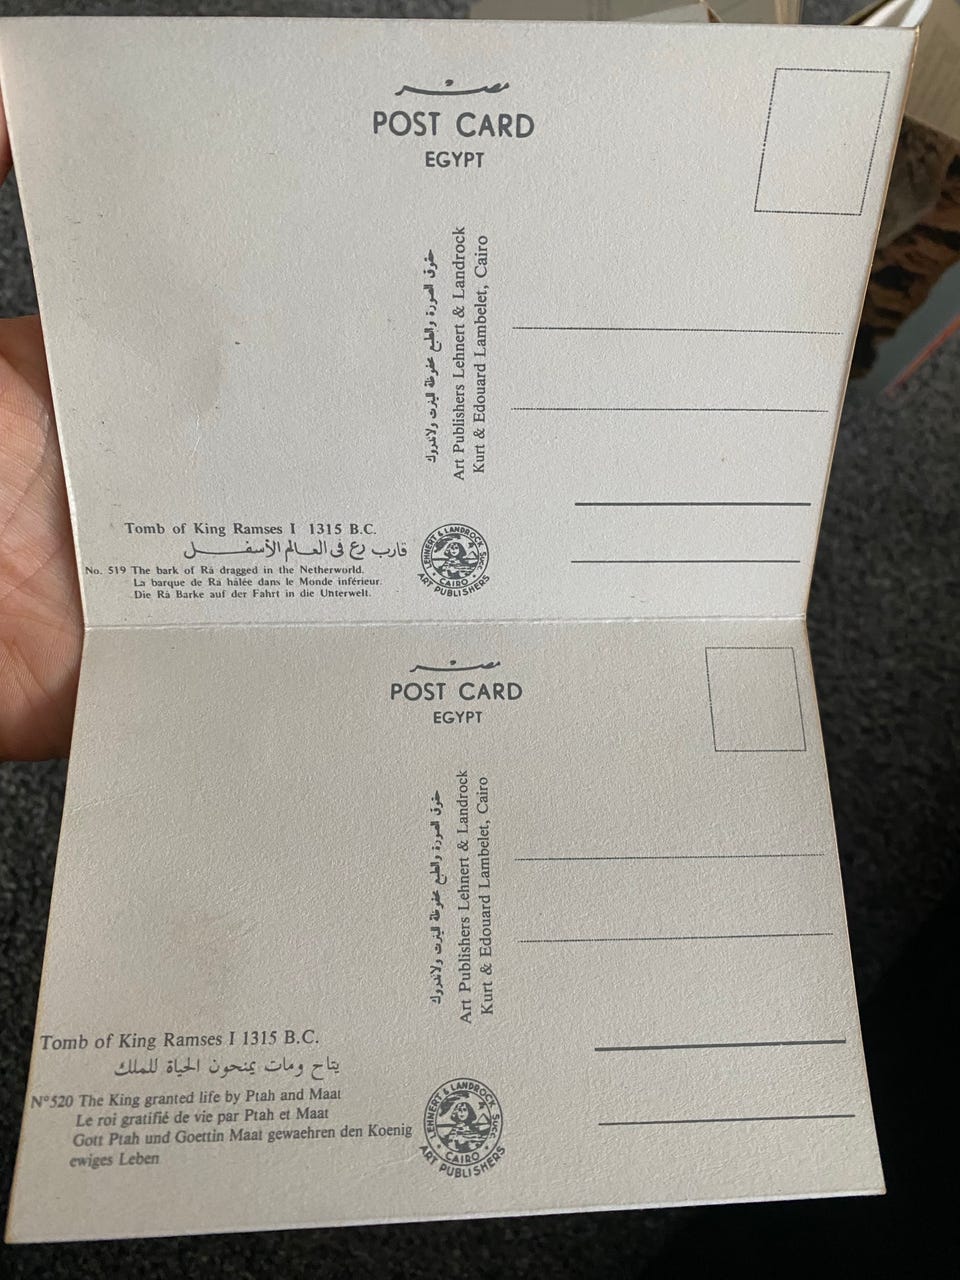 مصر
POST CARD
EGYPT
حقوق الصورة والطبع محفوظة لينرت ولاندروك
Art Publishers Lehnert & Landrock
Kurt & Edouard Lambelet, Cairo
Tomb of King Ramses I 1315 B.C.
قارب رع فى العالم الأسفل
No. 519 The bark of Râ dragged in the Netherworld.
La barque de Ra hâlée dans le Monde inférieur.
Die Râ Barke auf der Fahrt in die Unterwelt.
LEHNERT & LANDROCK SUCC.
CAIRO
ART PUBLISHERS
مصر
POST CARD
EGYPT
حقوق الصورة والطبع محفوظة لينرت ولاندروك
Art Publishers Lehnert & Landrock
Kurt & Edouard Lambelet, Cairo
Tomb of King Ramses I 1315 B.C.
بتاح ومات يمنحون الحياة للملك
N°520 The King granted life by Ptah and Maat
Le roi gratifié de vie par Ptah et Maat
Gott Ptah und Goettin Maat gewaehren den Koenig
ewiges Leben
LEHNERT & LANDROCK SUCC.
CAIRO
ART PUBLISHERS